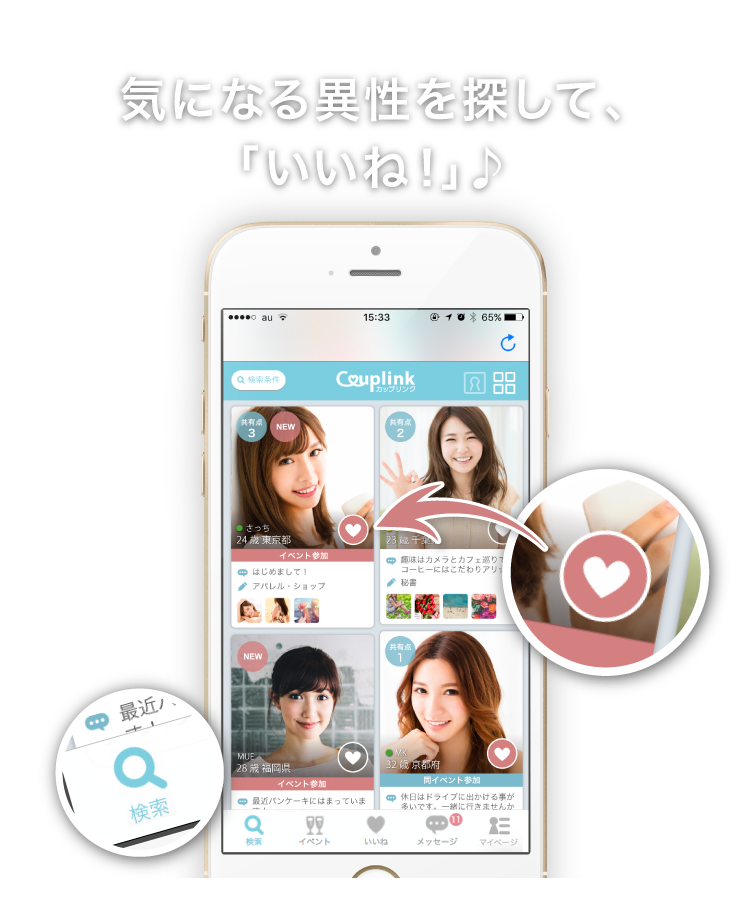 気になる異性を探して、
「いいね！」♪
au 15:33 65%
検索条件
Couplink
カップリンク
共有点
3
NEW
共有点
2
さっち
24歳 東京都
イベント参加
はじめまして！
アパレル・ショップ
23歳 千葉
趣味はカメラとカフェ巡りで
コーヒーにはこだわりアリ
秘書
NEW
共有点
1
MUE
28歳 福岡県
イベント参加
最近パンケーキにはまっていま
MK
32歳 京都府
同イベント参加
休日はドライブに出かける事が
多いです。一緒に行きませんか
検索
イベント
いいね
メッセージ
11
マイページ
最近パ
検索